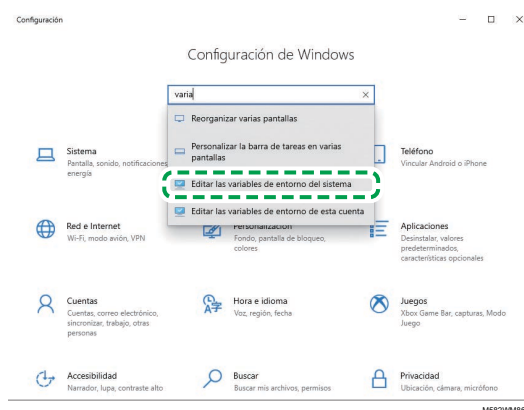 Configuración
Configuración de Windows
varia
Reorganizar varias pantallas
Personalizar la barra de tareas en varias
pantallas
Editar las variables de entorno del sistema
Editar las variables de entorno de esta cuenta
Sistema
Pantalla, sonido, notificaciones
energía
Teléfono
Vincular Android o iPhone
Red e Internet
Wi-Fi, modo avión, VPN
Personalización
Fondo, pantalla de bloqueo,
colores
Aplicaciones
Desinstalar, valores
predeterminados,
características opcionales
Cuentas
Cuentas, correo electrónico,
sincronizar, trabajo, otras
personas
Hora e idioma
Voz, región, fecha
Juegos
Xbox Game Bar, capturas, Modo
Juego
Accesibilidad
Narrador, lupa, contraste alto
Buscar
Buscar mis archivos, permisos
Privacidad
Ubicación, cámara, micrófono